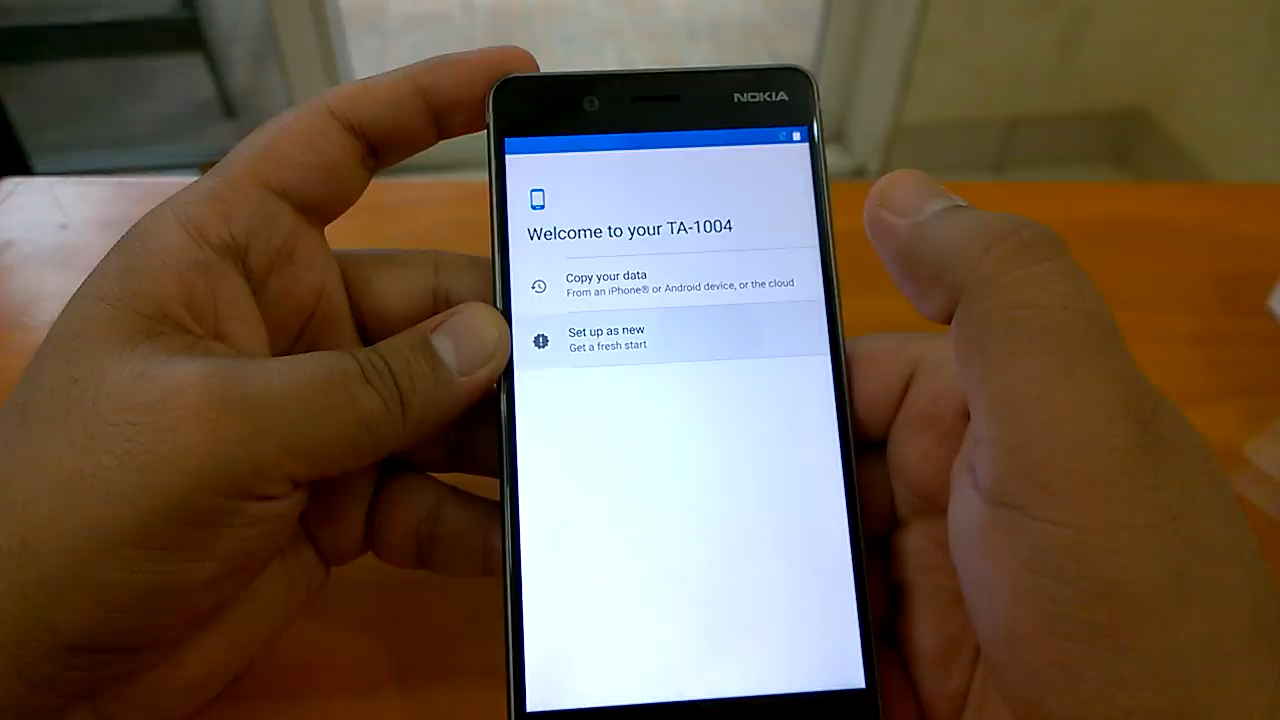 NOKIA
Welcome to your TA-1004
Copy your data
From an iPhone® or Android device, or the cloud
Set up as new
Get a fresh start